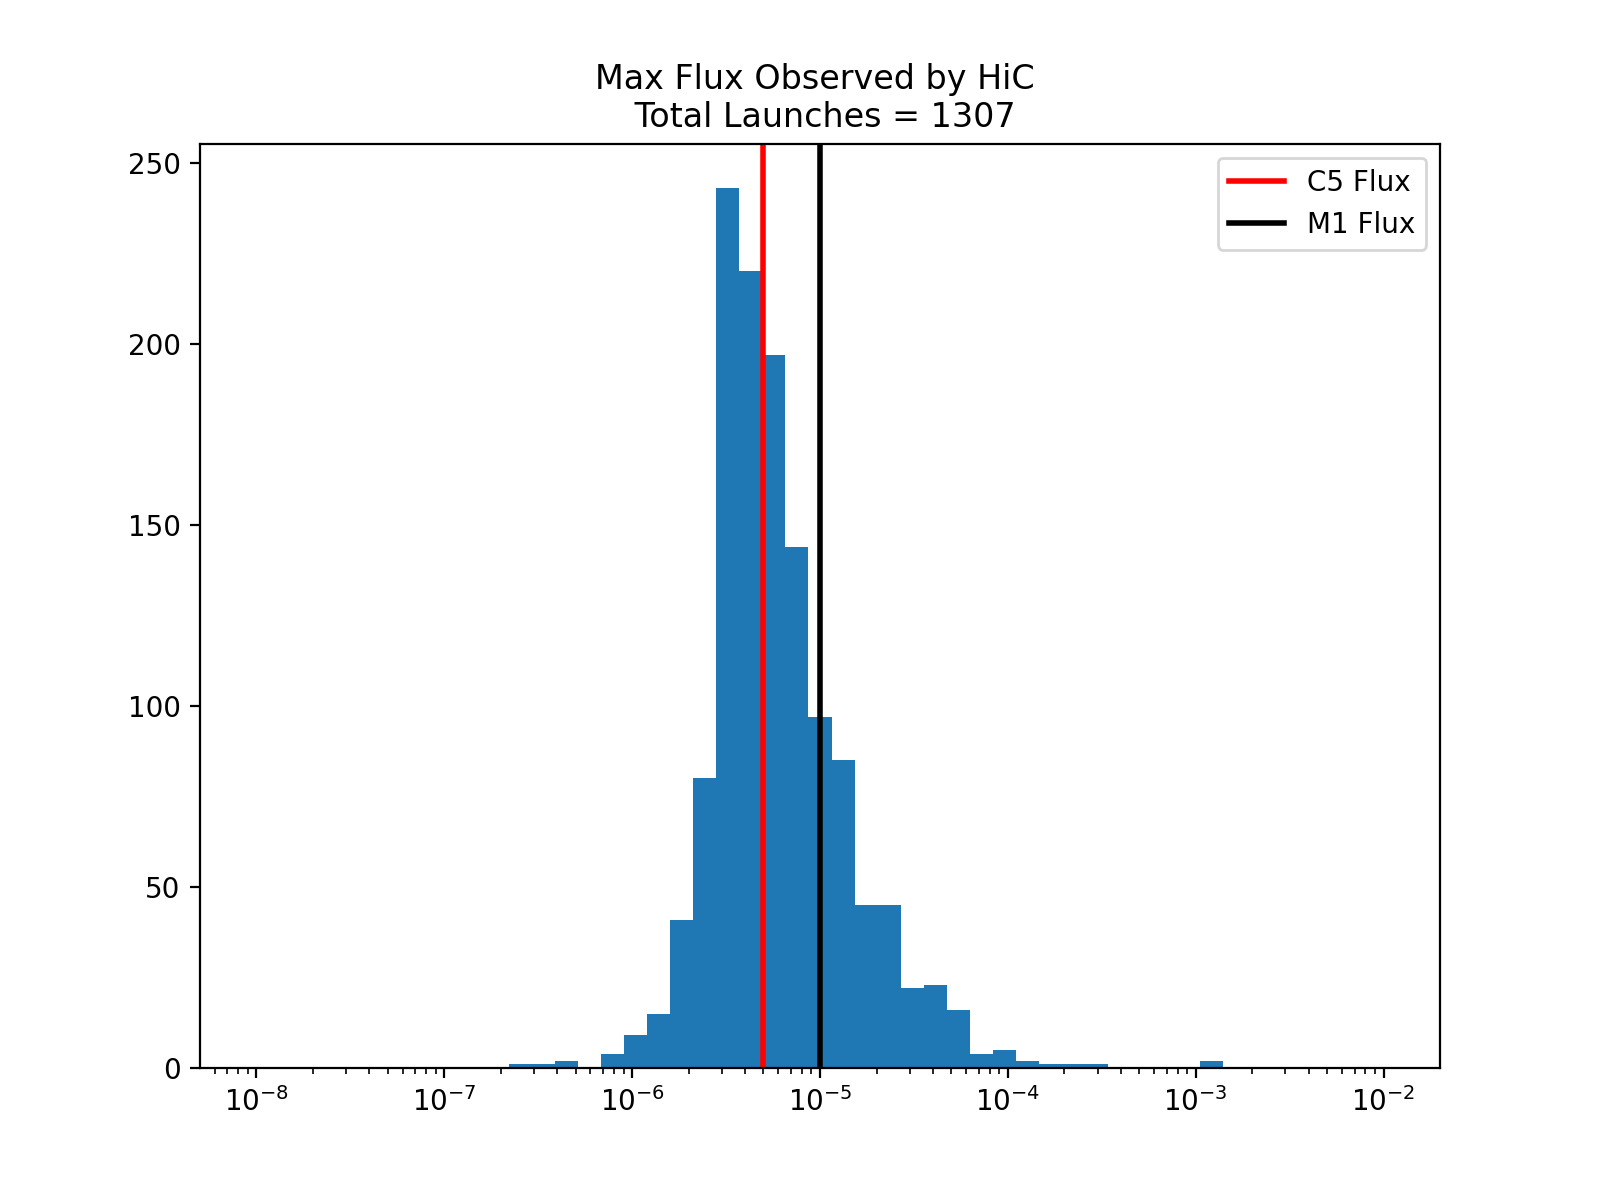 Max Flux Observed by HiC
Total Launches = 1307
250
200
150
100
50
0
C5 Flux
M1 Flux
10⁻⁸ 10⁻⁷ 10⁻⁶ 10⁻⁵ 10⁻⁴ 10⁻³ 10⁻²